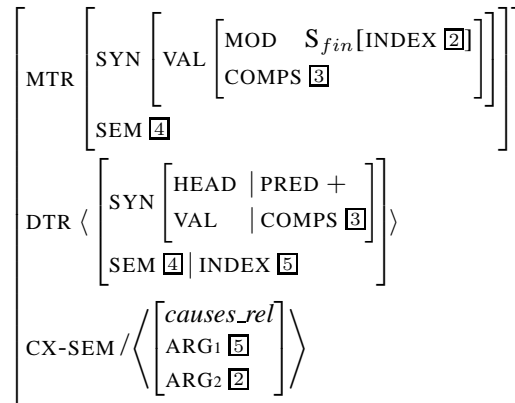 MTR SYN VAL MOD S_fin[INDEX 2]
COMPS 3
SEM 4
DTR ⟨ SYN HEAD | PRED +
VAL | COMPS 3 ⟩
SEM 4 | INDEX 5
CX-SEM / ⟨ causes_rel
ARG1 5
ARG2 2 ⟩